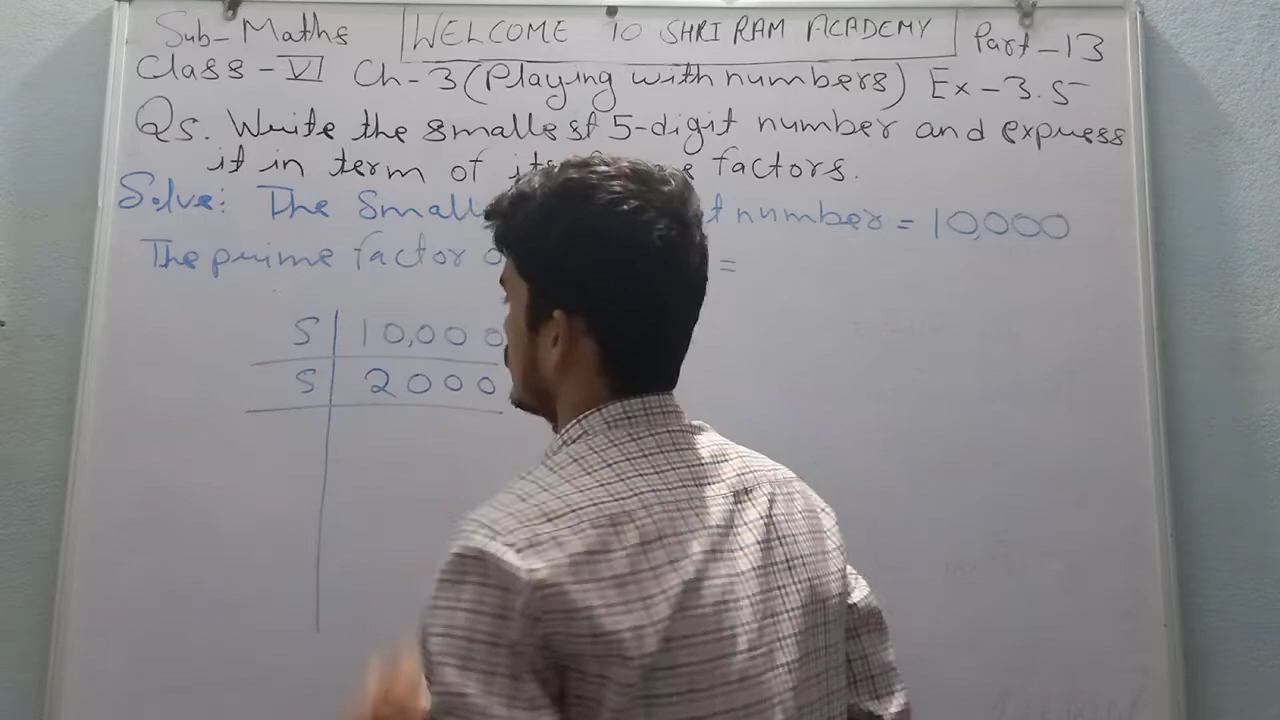 Sub-Maths WELCOME TO SHRI RAM ACADEMY Part-13
Class-VI Ch-3 (Playing with numbers) Ex-3.5
Q5. Write the smallest 5-digit number and express
it in term of its factors.
Solve: The Small number = 10,000
The prime factor =
5 10,000
5 2000